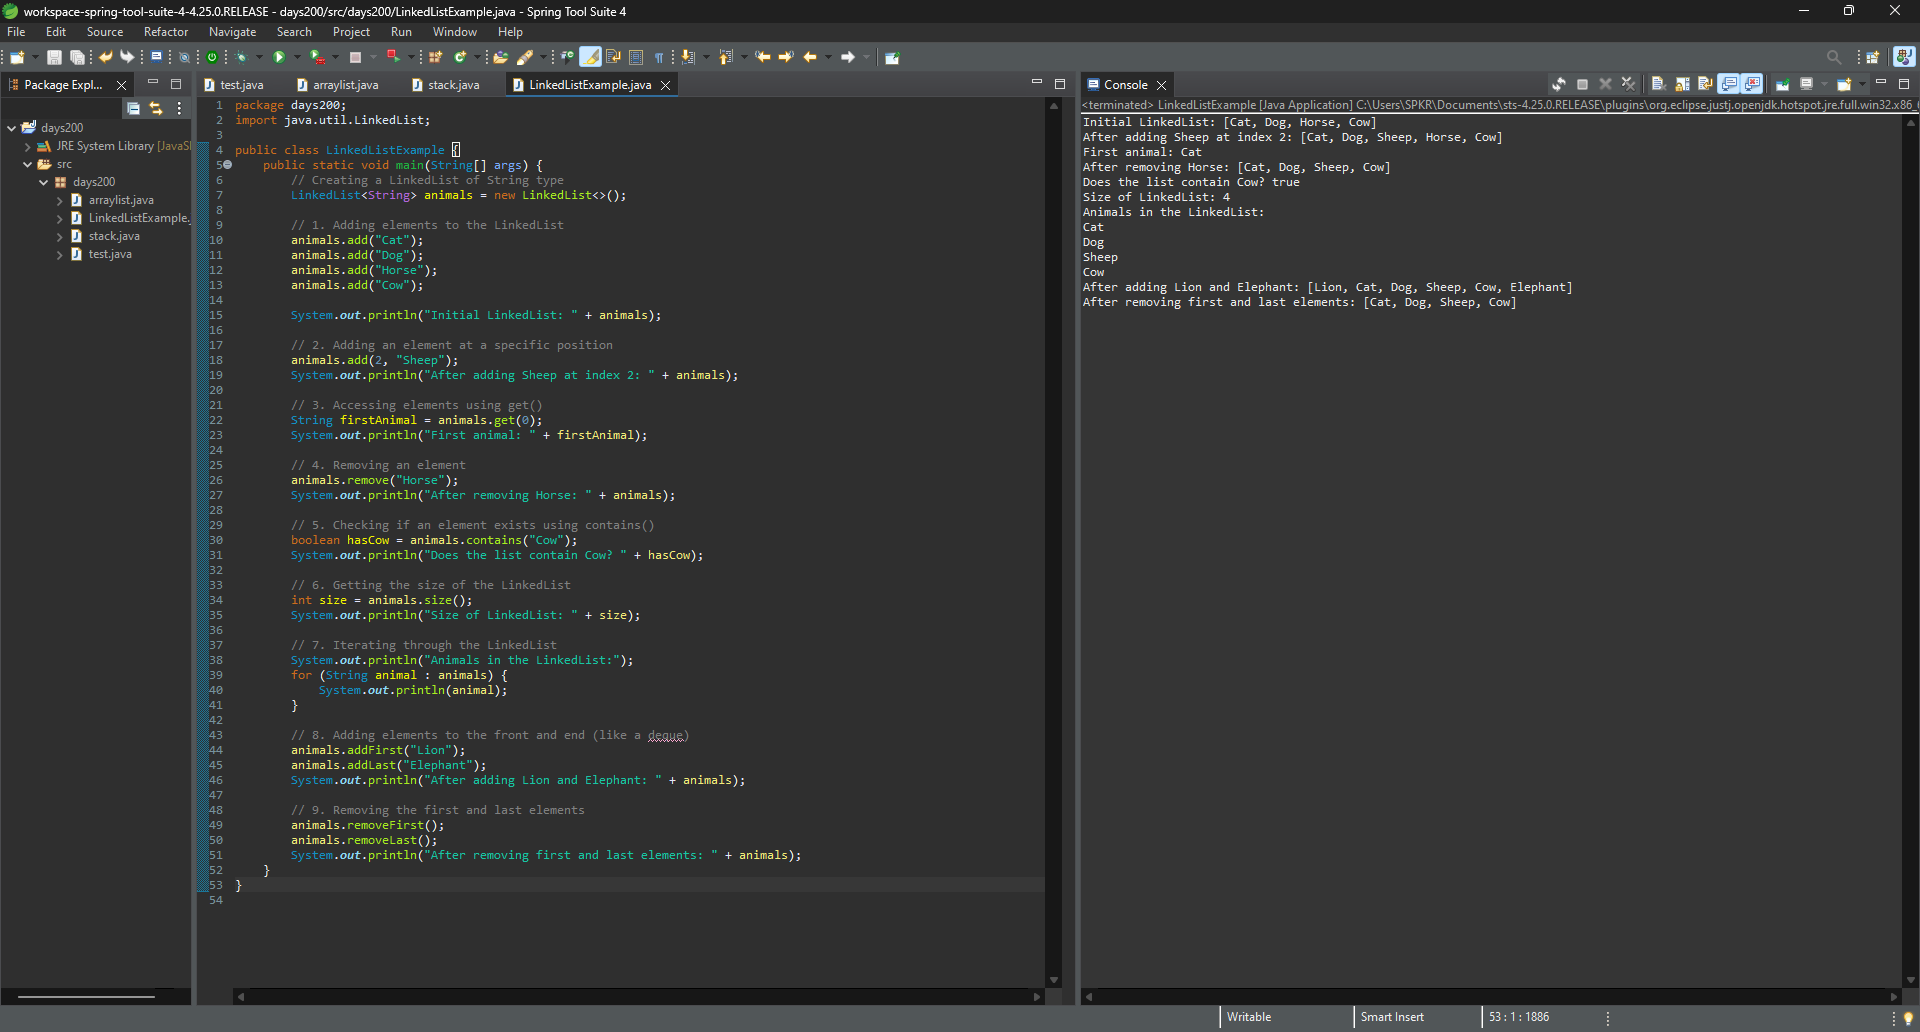 workspace-spring-tool-suite-4-4.25.0.RELEASE - days200/src/days200/LinkedListExample.java - Spring Tool Suite 4
File Edit Source Refactor Navigate Search Project Run Window Help
Package Expl...
days200
JRE System Library [JavaS
src
days200
arraylist.java
LinkedListExample.
stack.java
test.java
test.java arraylist.java stack.java LinkedListExample.java
1 package days200;
2 import java.util.LinkedList;
3
4 public class LinkedListExample {
5 public static void main(String[] args) {
6 // Creating a LinkedList of String type
7 LinkedList<String> animals = new LinkedList<>();
8
9 // 1. Adding elements to the LinkedList
10 animals.add("Cat");
11 animals.add("Dog");
12 animals.add("Horse");
13 animals.add("Cow");
14
15 System.out.println("Initial LinkedList: " + animals);
16
17 // 2. Adding an element at a specific position
18 animals.add(2, "Sheep");
19 System.out.println("After adding Sheep at index 2: " + animals);
20
21 // 3. Accessing elements using get()
22 String firstAnimal = animals.get(0);
23 System.out.println("First animal: " + firstAnimal);
24
25 // 4. Removing an element
26 animals.remove("Horse");
27 System.out.println("After removing Horse: " + animals);
28
29 // 5. Checking if an element exists using contains()
30 boolean hasCow = animals.contains("Cow");
31 System.out.println("Does the list contain Cow? " + hasCow);
32
33 // 6. Getting the size of the LinkedList
34 int size = animals.size();
35 System.out.println("Size of LinkedList: " + size);
36
37 // 7. Iterating through the LinkedList
38 System.out.println("Animals in the LinkedList:");
39 for (String animal : animals) {
40 System.out.println(animal);
41 }
42
43 // 8. Adding elements to the front and end (like a deque)
44 animals.addFirst("Lion");
45 animals.addLast("Elephant");
46 System.out.println("After adding Lion and Elephant: " + animals);
47
48 // 9. Removing the first and last elements
49 animals.removeFirst();
50 animals.removeLast();
51 System.out.println("After removing first and last elements: " + animals);
52 }
53 }
54
Console
<terminated> LinkedListExample [Java Application] C:\Users\SPKR\Documents\sts-4.25.0.RELEASE\plugins\org.eclipse.justj.openjdk.hotspot.jre.full.win32.x86_
Initial LinkedList: [Cat, Dog, Horse, Cow]
After adding Sheep at index 2: [Cat, Dog, Sheep, Horse, Cow]
First animal: Cat
After removing Horse: [Cat, Dog, Sheep, Cow]
Does the list contain Cow? true
Size of LinkedList: 4
Animals in the LinkedList:
Cat
Dog
Sheep
Cow
After adding Lion and Elephant: [Lion, Cat, Dog, Sheep, Cow, Elephant]
After removing first and last elements: [Cat, Dog, Sheep, Cow]
Writable Smart Insert 53 : 1 : 1886